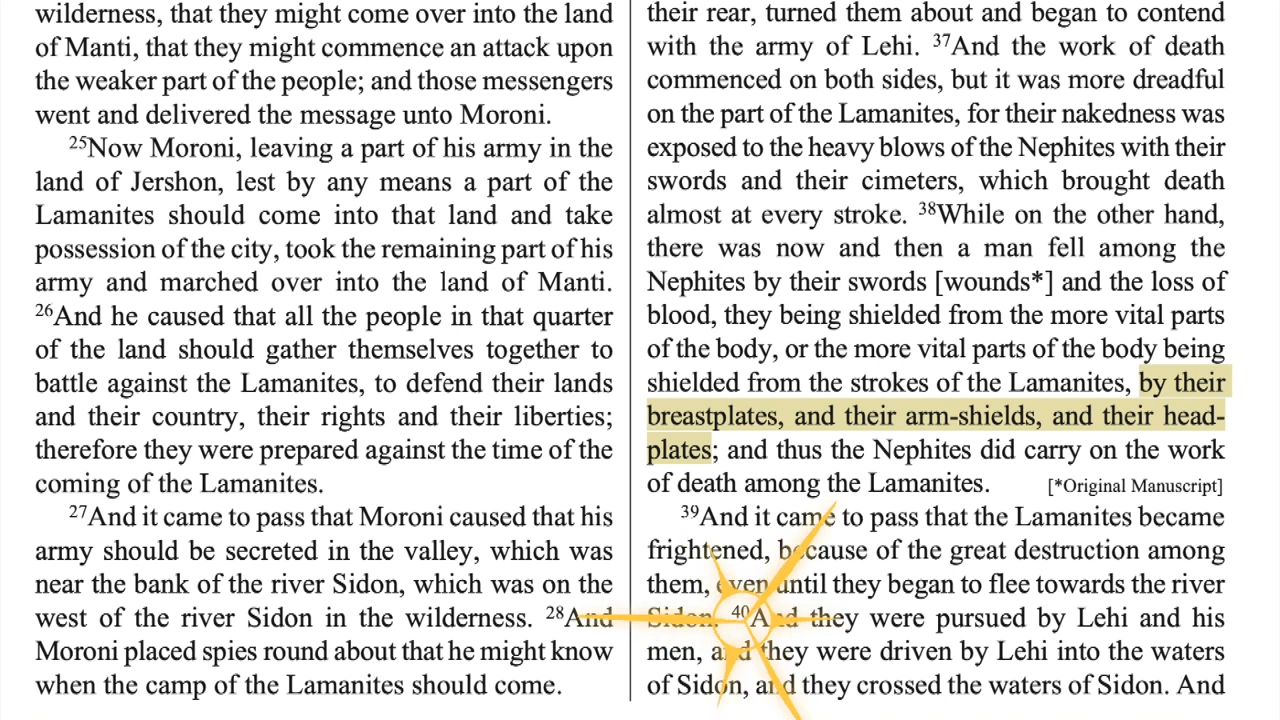 wilderness, that they might come over into the land
of Manti, that they might commence an attack upon
the weaker part of the people; and those messengers
went and delivered the message unto Moroni.
25Now Moroni, leaving a part of his army in the
land of Jershon, lest by any means a part of the
Lamanites should come into that land and take
possession of the city, took the remaining part of his
army and marched over into the land of Manti.
26And he caused that all the people in that quarter
of the land should gather themselves together to
battle against the Lamanites, to defend their lands
and their country, their rights and their liberties;
therefore they were prepared against the time of the
coming of the Lamanites.
27And it came to pass that Moroni caused that his
army should be secreted in the valley, which was
near the bank of the river Sidon, which was on the
west of the river Sidon in the wilderness. 28And
Moroni placed spies round about that he might know
when the camp of the Lamanites should come.
their rear, turned them about and began to contend
with the army of Lehi. 37And the work of death
commenced on both sides, but it was more dreadful
on the part of the Lamanites, for their nakedness was
exposed to the heavy blows of the Nephites with their
swords and their cimeters, which brought death
almost at every stroke. 38While on the other hand,
there was now and then a man fell among the
Nephites by their swords [wounds*] and the loss of
blood, they being shielded from the more vital parts
of the body, or the more vital parts of the body being
shielded from the strokes of the Lamanites, by their
breastplates, and their arm-shields, and their head-
plates; and thus the Nephites did carry on the work
of death among the Lamanites. [*Original Manuscript]
39And it came to pass that the Lamanites became
frightened, because of the great destruction among
them, even until they began to flee towards the river
Sidon. 40And they were pursued by Lehi and his
men, and they were driven by Lehi into the waters
of Sidon, and they crossed the waters of Sidon. And